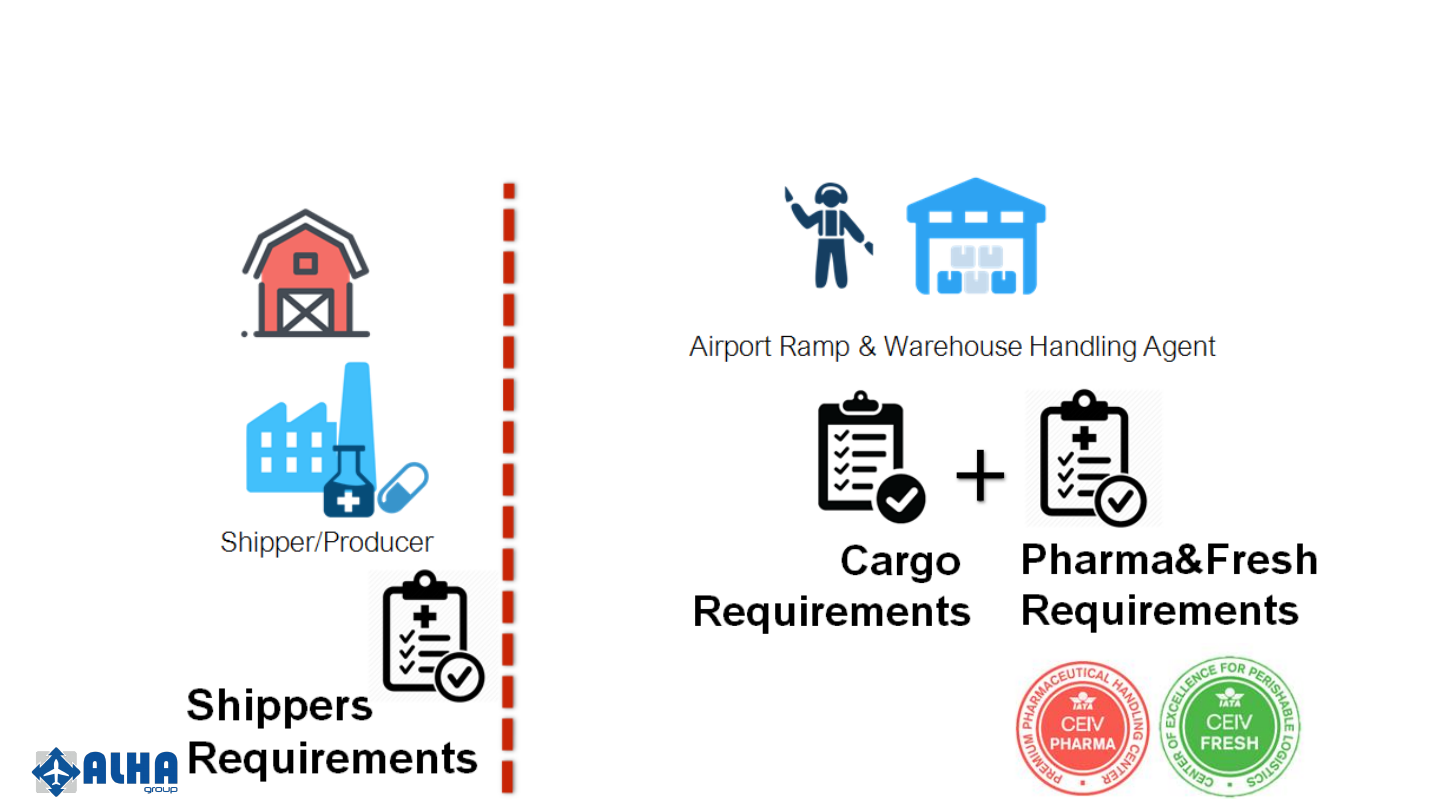 Shipper/Producer
Shippers
Requirements
ALHA
group
Airport Ramp & Warehouse Handling Agent
Cargo
Requirements
Pharma&Fresh
Requirements
PREMIUM PHARMACEUTICAL HANDLING CENTER
IATA
CEIV
PHARMA
CENTER OF EXCELLENCE FOR PERISHABLE LOGISTICS
IATA
CEIV
FRESH